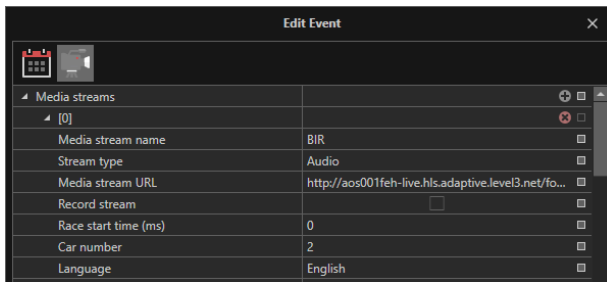 Edit Event
Media streams
[0]
Media stream name BIR
Stream type Audio
Media stream URL http://aos001feh-live.hls.adaptive.level3.net/fo...
Record stream
Race start time (ms) 0
Car number 2
Language English